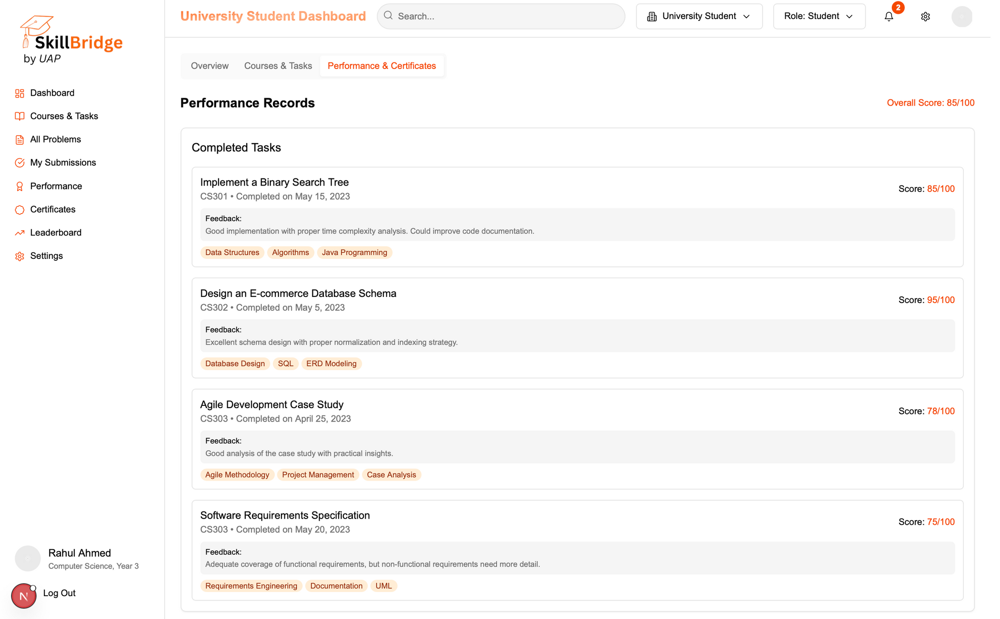 SkillBridge
by UAP
Dashboard
Courses & Tasks
All Problems
My Submissions
Performance
Certificates
Leaderboard
Settings
Rahul Ahmed
Computer Science, Year 3
N
Log Out
University Student Dashboard
Search...
University Student
Role: Student
2
Overview
Courses & Tasks
Performance & Certificates
Performance Records
Overall Score: 85/100
Completed Tasks
Implement a Binary Search Tree
CS301 • Completed on May 15, 2023
Score: 85/100
Feedback:
Good implementation with proper time complexity analysis. Could improve code documentation.
Data Structures
Algorithms
Java Programming
Design an E-commerce Database Schema
CS302 • Completed on May 5, 2023
Score: 95/100
Feedback:
Excellent schema design with proper normalization and indexing strategy.
Database Design
SQL
ERD Modeling
Agile Development Case Study
CS303 • Completed on April 25, 2023
Score: 78/100
Feedback:
Good analysis of the case study with practical insights.
Agile Methodology
Project Management
Case Analysis
Software Requirements Specification
CS303 • Completed on May 20, 2023
Score: 75/100
Feedback:
Adequate coverage of functional requirements, but non-functional requirements need more detail.
Requirements Engineering
Documentation
UML